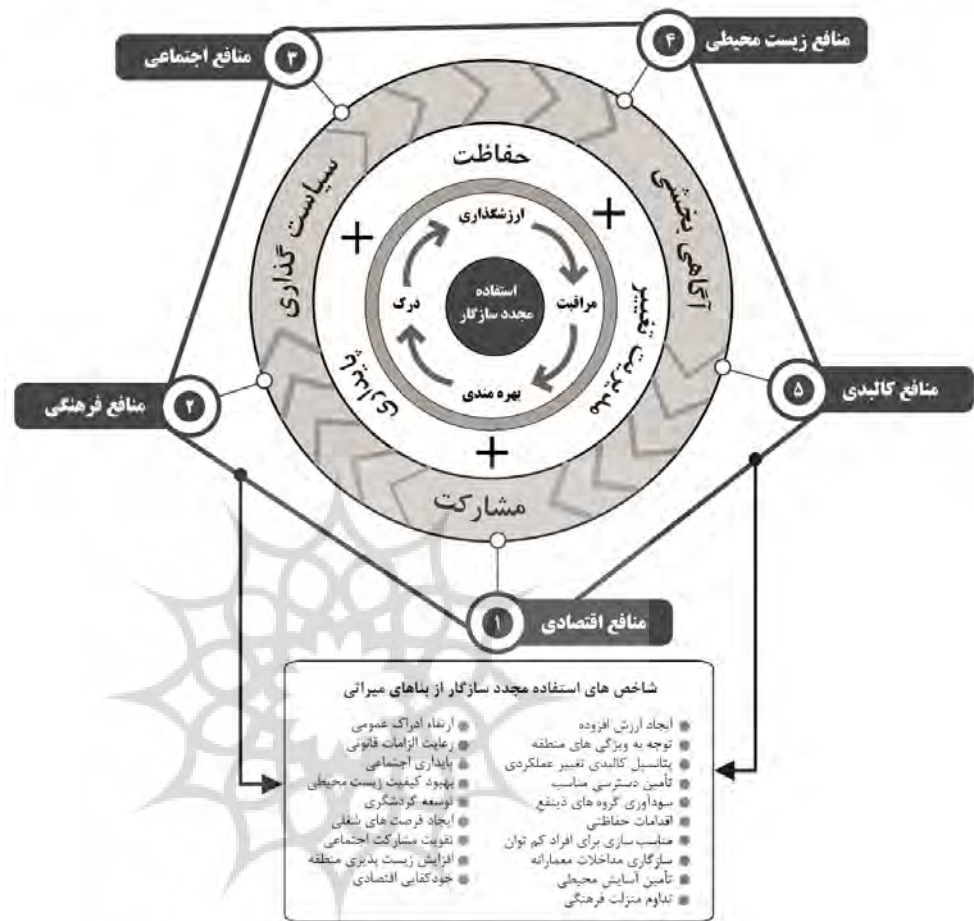 منافع زیست محیطی
۴
۳
منافع اجتماعی
حفاظت
سیاست گذاری
آگاهی بخشی
+
+
ارزشگذاری
استفاده
مجدد سازگار
مراقبت
درک
بهره مندی
مدیریت تغییر
پایداری
+
مشارکت
۵
منافع کالبدی
۲
منافع فرهنگی
۱
منافع اقتصادی
شاخص های استفاده مجدد سازگار از بناهای میراثی
ایجاد ارزش افزوده
توجه به ویژگی های منطقه
پتانسیل کالبدی تغییر عملکردی
تأمین دسترسی مناسب
سودآوری گروه های ذینفع
اقدامات حفاظتی
مناسب سازی برای افراد کم توان
سازگاری مداخلات معمارانه
تأمین آسایش محیطی
تداوم منزلت فرهنگی
ارتقاء ادراک عمومی
رعایت الزامات قانونی
پایداری اجتماعی
بهبود کیفیت زیست محیطی
توسعه گردشگری
ایجاد فرصت های شغلی
تقویت مشارکت اجتماعی
افزایش زیست پذیری منطقه
خودکفایی اقتصادی